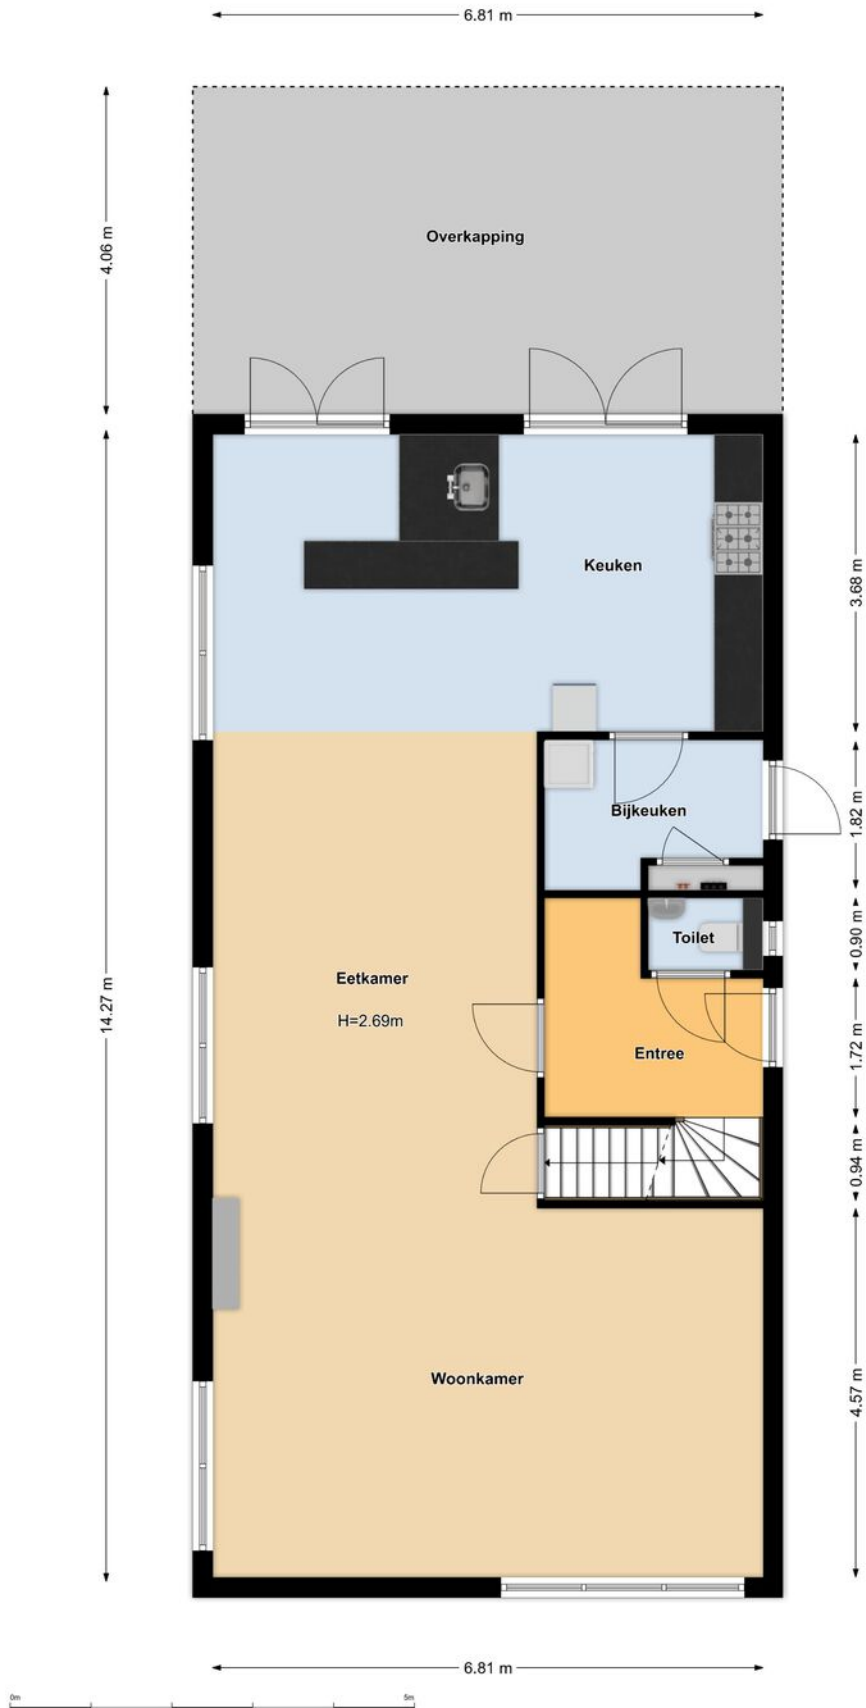 6.81 m
4.06 m
Overkapping
Keuken
3.68 m
Bijkeuken
1.82 m
Toilet
0.90 m
Eetkamer
H=2.69m
14.27 m
Entree
1.72 m
0.94 m
Woonkamer
4.57 m
6.81 m
0m
5m